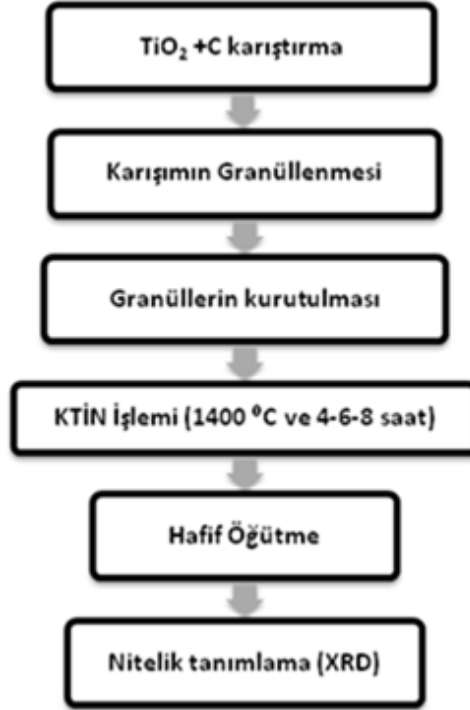 TiO₂ +C karıştırma
Karışımın Granüllenmesi
Granüllerin kurutulması
KTİN İşlemi (1400 ⁰C ve 4-6-8 saat)
Hafif Öğütme
Nitelik tanımlama (XRD)